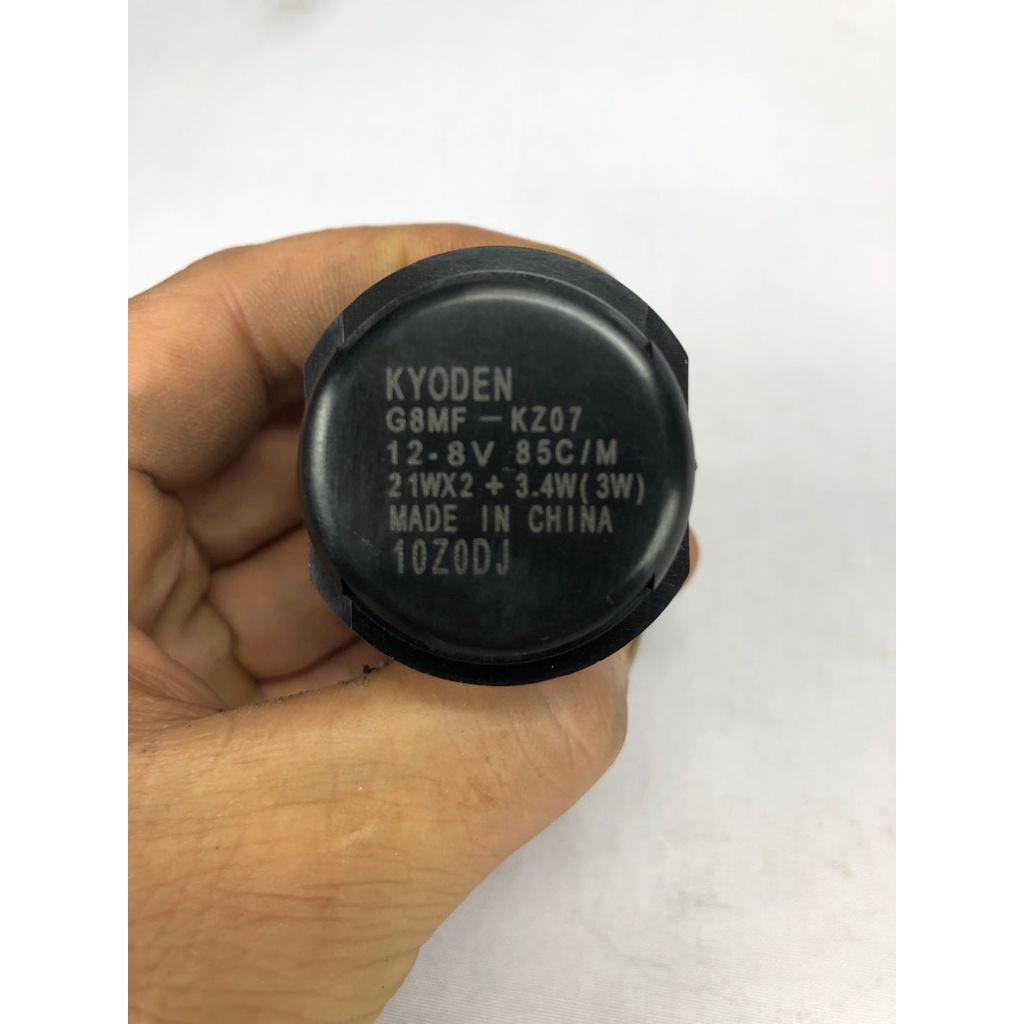 KYODEN
G8MF - KZ07
12-8V 85C/M
21WX2 + 3.4W(3W)
MADE IN CHINA
10Z0DJ